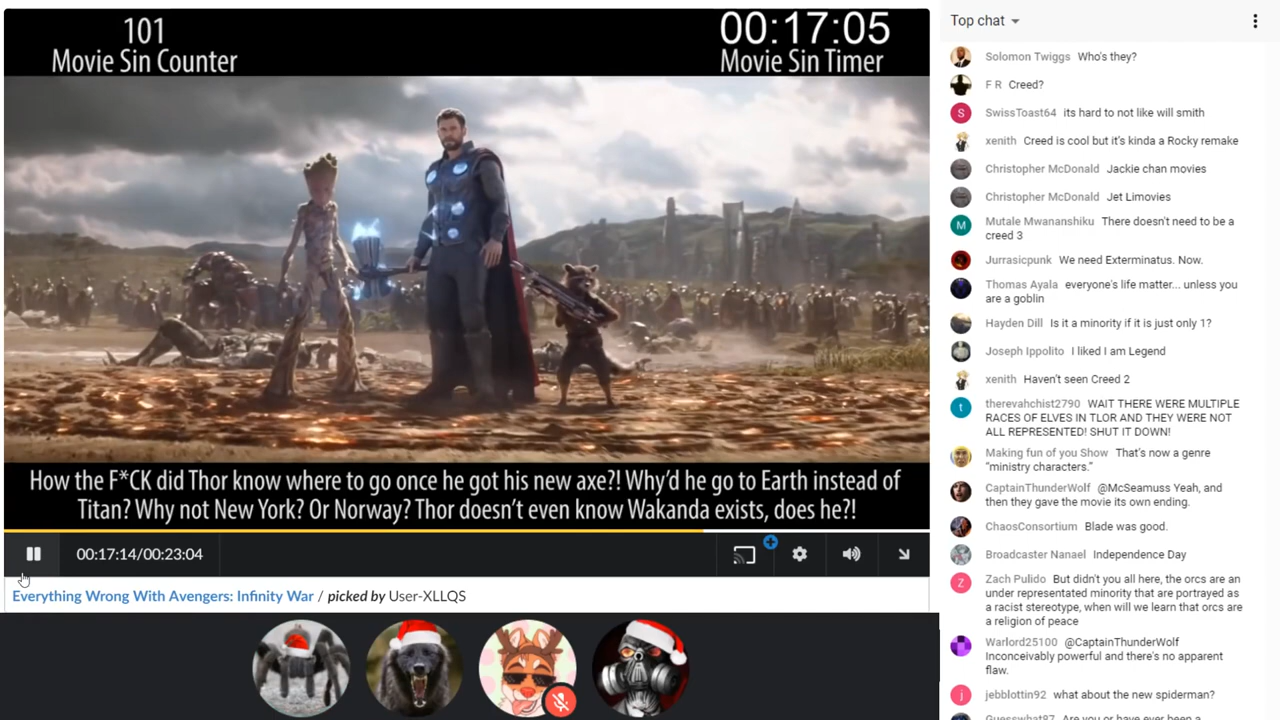 101
Movie Sin Counter
00:17:05
Movie Sin Timer
How the F*CK did Thor know where to go once he got his new axe?! Why'd he go to Earth instead of
Titan? Why not New York? Or Norway? Thor doesn't even know Wakanda exists, does he?!
00:17:14/00:23:04
Everything Wrong With Avengers: Infinity War / picked by User-XLLQS
Top chat
Solomon Twiggs Who's they?
F R Creed?
S
SwissToast64 its hard to not like will smith
xenith Creed is cool but it's kinda a Rocky remake
Christopher McDonald Jackie chan movies
Christopher McDonald Jet Limovies
M
Mutale Mwananshiku There doesn't need to be a
creed 3
Jurrasicpunk We need Exterminatus. Now.
Thomas Ayala everyone's life matter... unless you
are a goblin
Hayden Dill Is it a minority if it is just only 1?
Joseph Ippolito I liked I am Legend
xenith Haven't seen Creed 2
t
therevahchist2790 WAIT THERE WERE MULTIPLE
RACES OF ELVES IN TLOR AND THEY WERE NOT
ALL REPRESENTED! SHUT IT DOWN!
Making fun of you Show That's now a genre
"ministry characters."
CaptainThunderWolf @McSeamuss Yeah, and
then they gave the movie its own ending.
ChaosConsortium Blade was good.
Broadcaster Nanael Independence Day
Z
Zach Pulido But didn't you all here, the orcs are an
under representated minority that are portrayed as
a racist stereotype, when will we learn that orcs are
a religion of peace
Warlord25100 @CaptainThunderWolf
Inconceivably powerful and there's no apparent
flaw.
j
jebblottin92 what about the new spiderman?
Guesswhat87 Are you or have ever been a